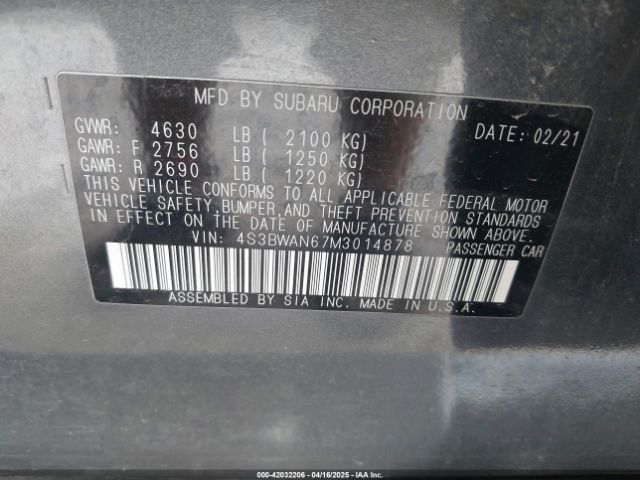 MFD BY SUBARU CORPORATION
GVWR: 4630 LB ( 2100 KG) DATE: 02/21
GAWR: F 2756 LB ( 1250 KG)
GAWR: R 2690 LB ( 1220 KG)
THIS VEHICLE CONFORMS TO ALL APPLICABLE FEDERAL MOTOR
VEHICLE SAFETY, BUMPER, AND THEFT PREVENTION STANDARDS
IN EFFECT ON THE DATE OF MANUFACTURE SHOWN ABOVE.
VIN: 4S3BWAN67M3014878 PASSENGER CAR
ASSEMBLED BY SIA INC. MADE IN U.S.A.
000-42032206 - 04/16/2025 - IAAI.COM